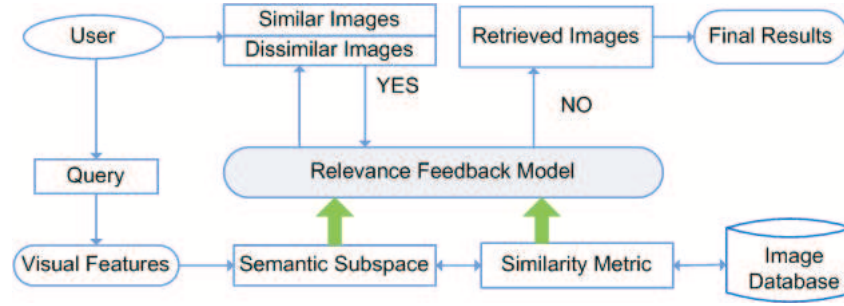 User
Similar Images
Dissimilar Images
Retrieved Images
Final Results
YES
NO
Query
Relevance Feedback Model
Visual Features
Semantic Subspace
Similarity Metric
Image
Database